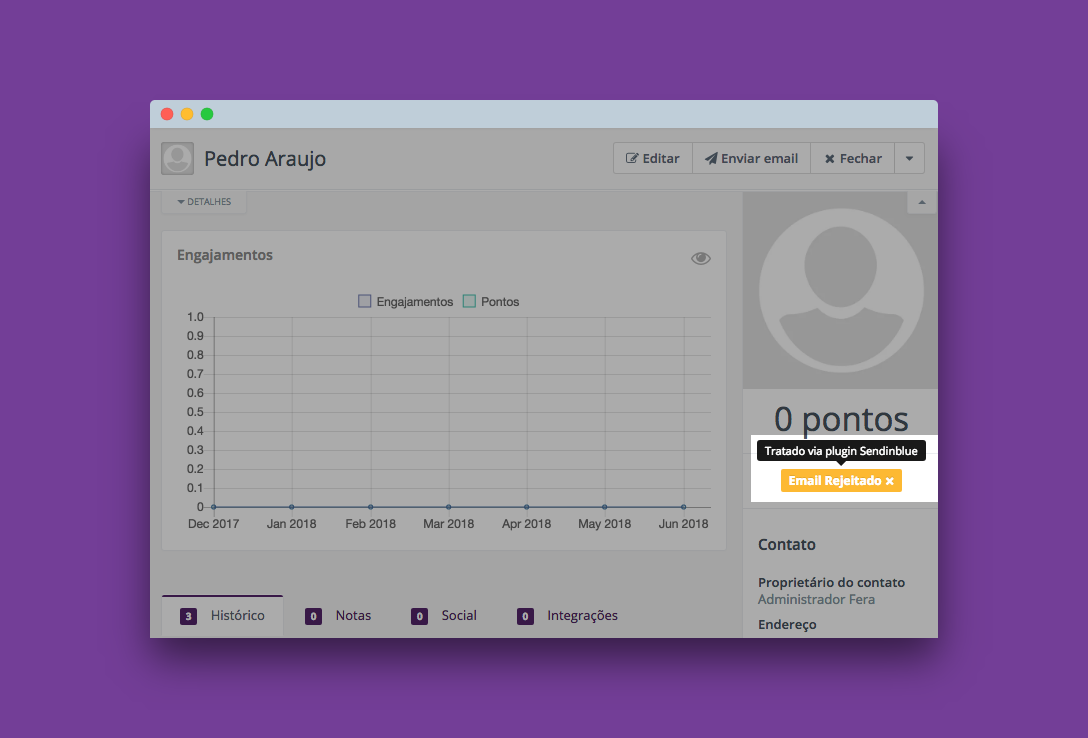 Pedro Araujo
Editar
Enviar email
Fechar
DETALHES
Engajamentos
Engajamentos Pontos
1.0
0.9
0.8
0.7
0.6
0.5
0.4
0.3
0.2
0.1
0
Dec 2017 Jan 2018 Feb 2018 Mar 2018 Apr 2018 May 2018 Jun 2018
3 Histórico
0 Notas
0 Social
0 Integrações
0 pontos
Tratado via plugin Sendinblue
Email Rejeitado ×
Contato
Proprietário do contato
Administrador Fera
Endereço